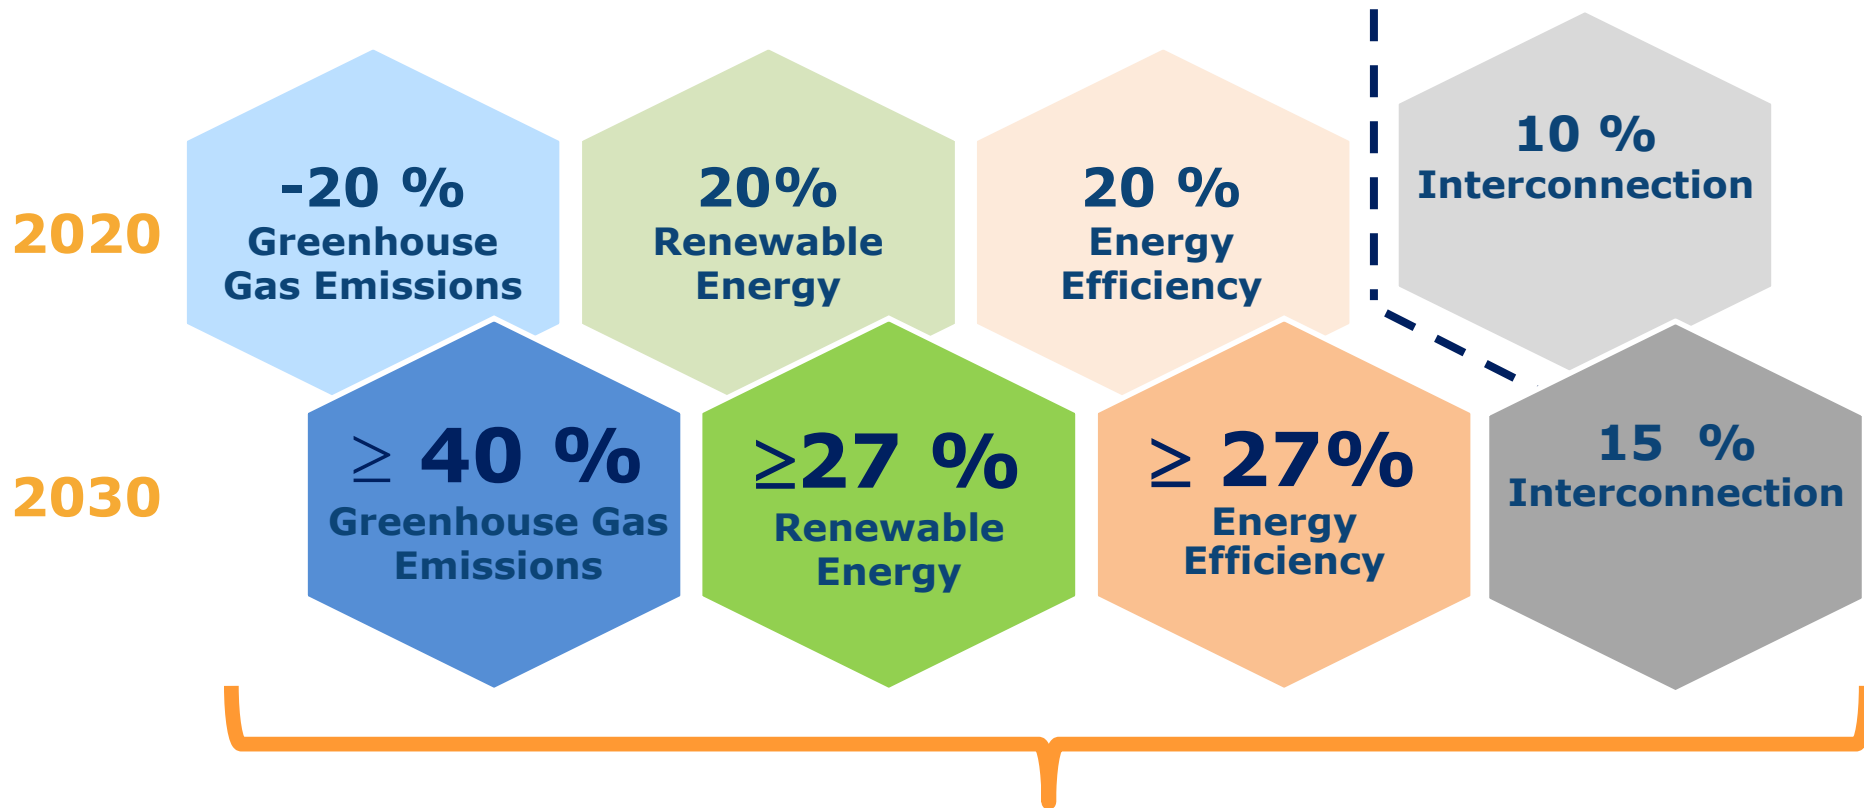 2020
-20 %
Greenhouse
Gas Emissions
20%
Renewable
Energy
20 %
Energy
Efficiency
10 %
Interconnection
2030
≥ 40 %
Greenhouse Gas
Emissions
≥27 %
Renewable
Energy
≥ 27%
Energy
Efficiency
15 %
Interconnection